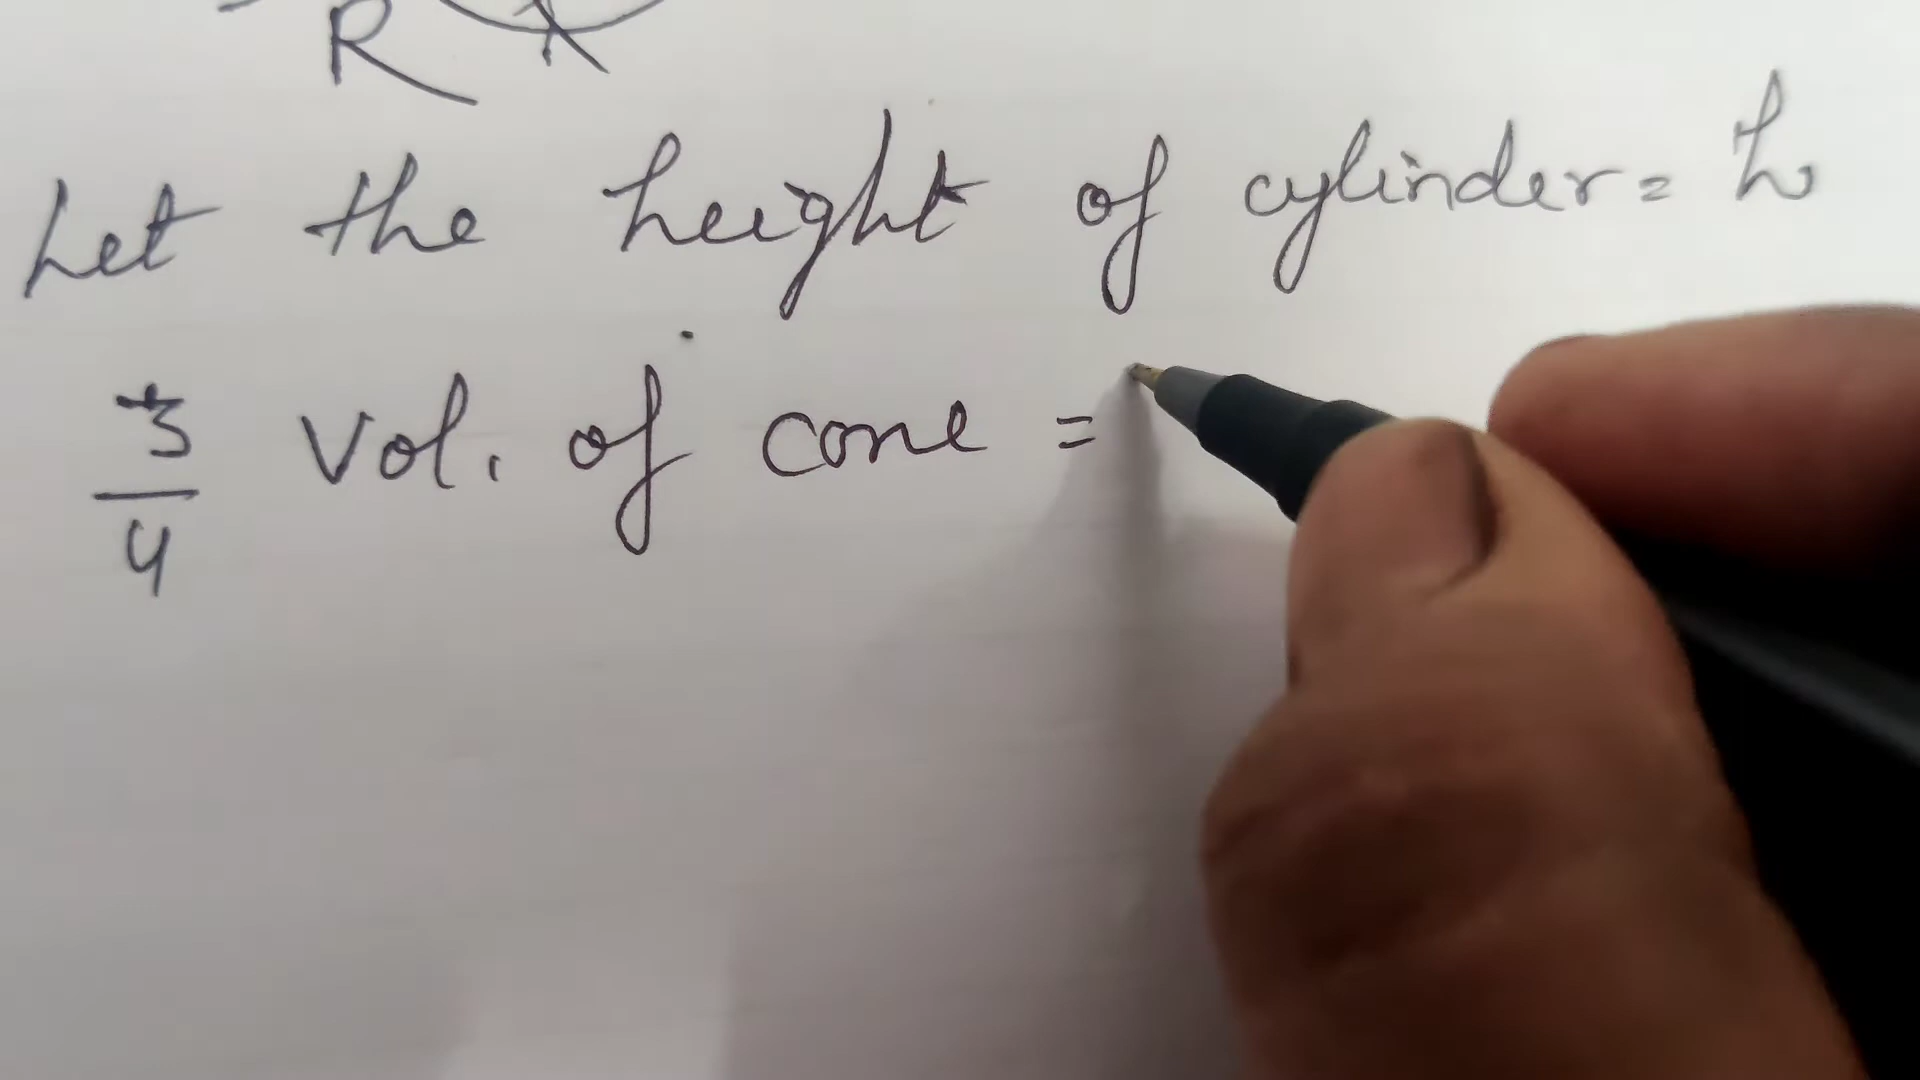 R
Let the height of cylinder = h
3/4 vol. of cone =